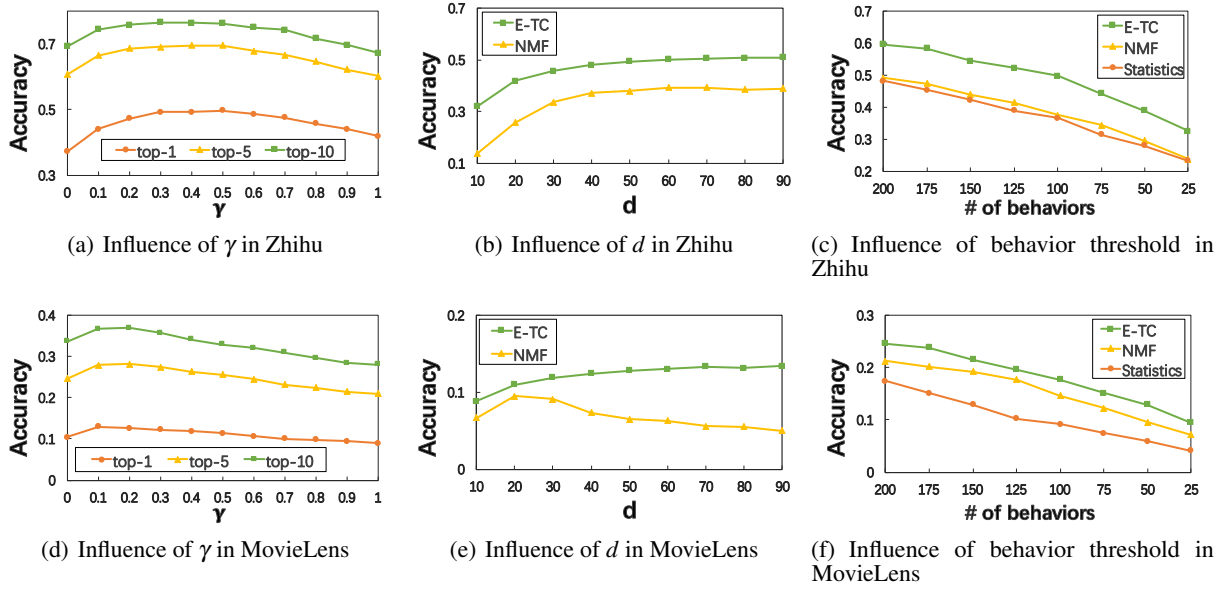 Accuracy
0.7
0.5
0.3
top-1 top-5 top-10
0 0.1 0.2 0.3 0.4 0.5 0.6 0.7 0.8 0.9 1
γ
(a) Influence of γ in Zhihu
Accuracy
0.7
0.5
0.3
0.1
E-TC
NMF
10 20 30 40 50 60 70 80 90
d
(b) Influence of d in Zhihu
Accuracy
0.7
0.6
0.5
0.4
0.3
0.2
E-TC
NMF
Statistics
200 175 150 125 100 75 50 25
# of behaviors
(c) Influence of behavior threshold in
Zhihu
Accuracy
0.4
0.3
0.2
0.1
0
top-1 top-5 top-10
0 0.1 0.2 0.3 0.4 0.5 0.6 0.7 0.8 0.9 1
γ
(d) Influence of γ in MovieLens
Accuracy
0.2
0.1
0
E-TC
NMF
10 20 30 40 50 60 70 80 90
d
(e) Influence of d in MovieLens
Accuracy
0.3
0.2
0.1
0
E-TC
NMF
Statistics
200 175 150 125 100 75 50 25
# of behaviors
(f) Influence of behavior threshold in
MovieLens